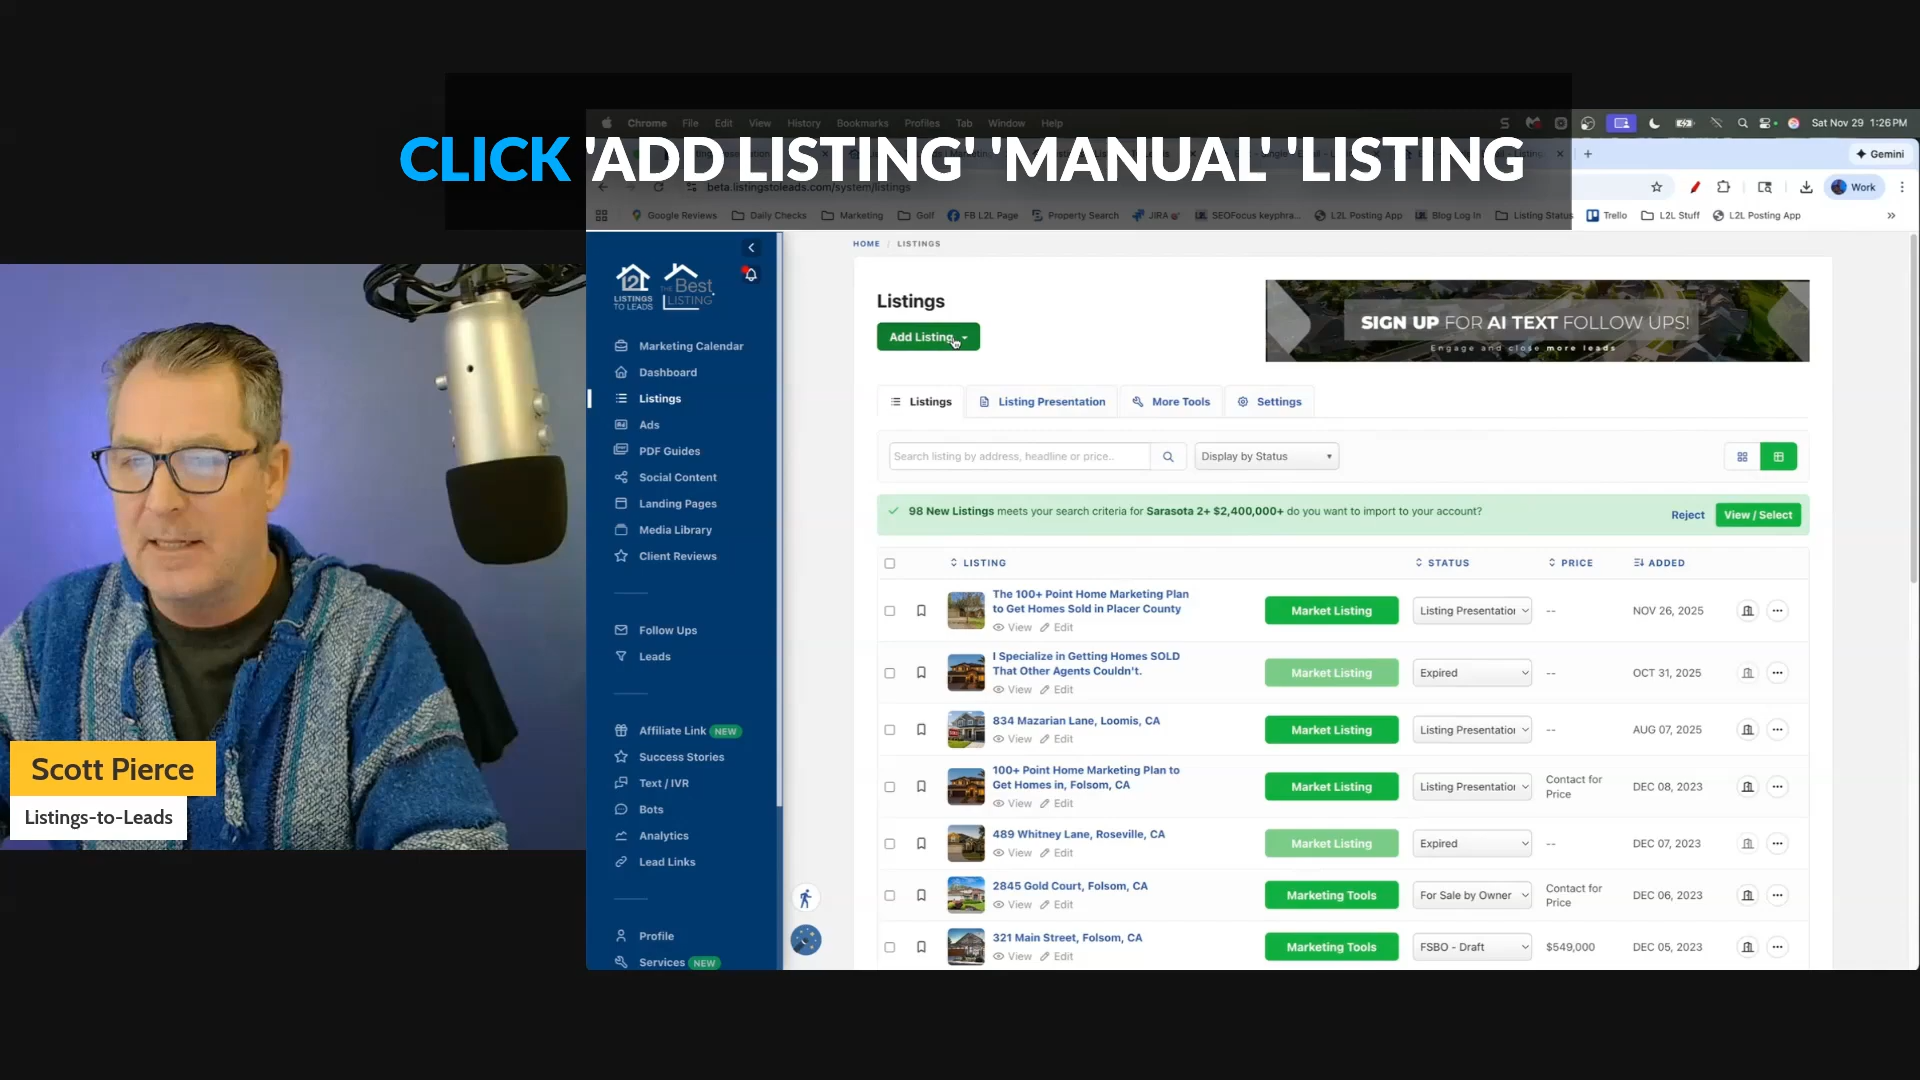 CLICK 'ADD LISTING' 'MANUAL' 'LISTING
Chrome File Edit View History Bookmarks Profiles Tab Window Help
Sat Nov 29 1:26 PM
Gemini
beta.listingstoleads.com/system/listings
Work
Google Reviews Daily Checks Marketing Golf FB L2L Page Property Search JIRA SEOFocus keyphra... L2L Posting App Blog Log In Listing Status Trello L2L Stuff L2L Posting App
L2L
LISTINGS
TO LEADS
THE Best
LISTING
Marketing Calendar
Dashboard
Listings
Ads
PDF Guides
Social Content
Landing Pages
Media Library
Client Reviews
Follow Ups
Leads
Affiliate Link NEW
Success Stories
Text / IVR
Bots
Analytics
Lead Links
Profile
Services NEW
HOME / LISTINGS
Listings
Add Listing
SIGN UP FOR AI TEXT FOLLOW UPS!
Engage and close more leads
Listings
Listing Presentation
More Tools
Settings
Search listing by address, headline or price..
Display by Status
98 New Listings meets your search criteria for Sarasota 2+ $2,400,000+ do you want to import to your account?
Reject
View / Select
LISTING STATUS PRICE ADDED
The 100+ Point Home Marketing Plan
to Get Homes Sold in Placer County
View Edit
Market Listing
Listing Presentation
--
NOV 26, 2025
I Specialize in Getting Homes SOLD
That Other Agents Couldn't.
View Edit
Market Listing
Expired
--
OCT 31, 2025
834 Mazarian Lane, Loomis, CA
View Edit
Market Listing
Listing Presentation
--
AUG 07, 2025
100+ Point Home Marketing Plan to
Get Homes in, Folsom, CA
View Edit
Market Listing
Listing Presentation
Contact for
Price
DEC 08, 2023
489 Whitney Lane, Roseville, CA
View Edit
Market Listing
Expired
--
DEC 07, 2023
2845 Gold Court, Folsom, CA
View Edit
Marketing Tools
For Sale by Owner
Contact for
Price
DEC 06, 2023
321 Main Street, Folsom, CA
View Edit
Marketing Tools
FSBO - Draft
$549,000
DEC 05, 2023
Scott Pierce
Listings-to-Leads